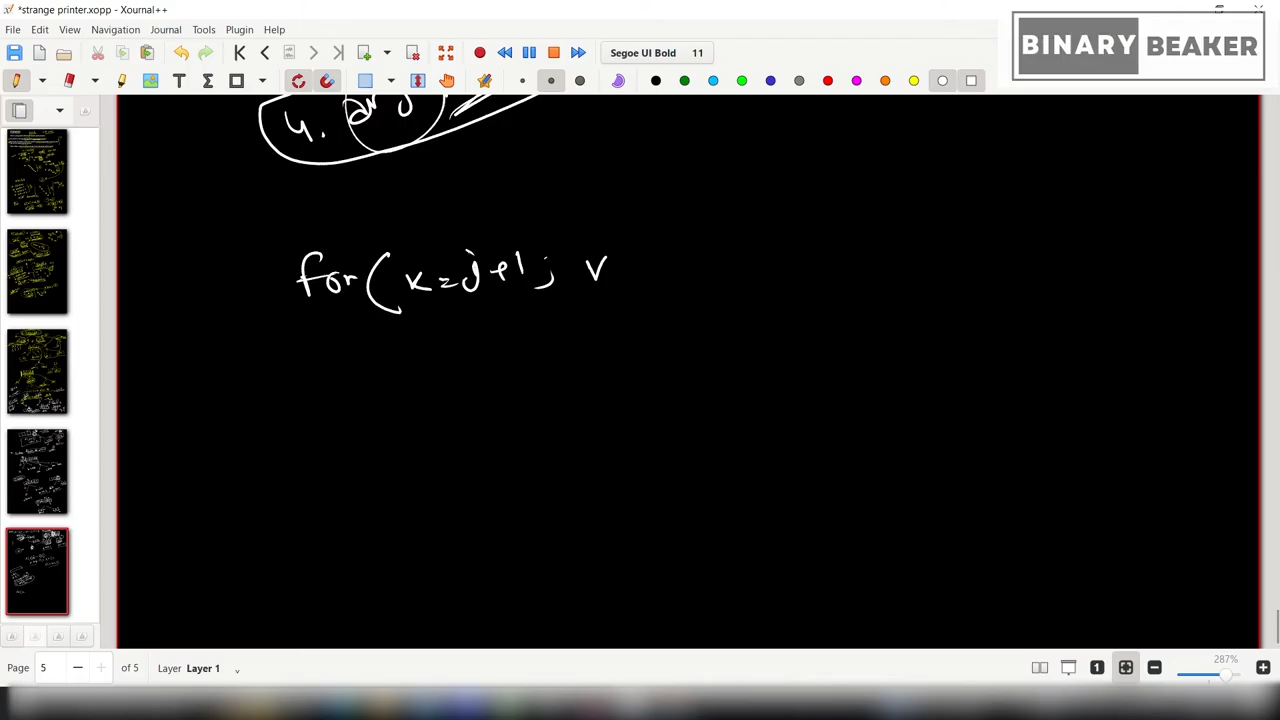 *strange printer.xopp - Xournal++
File Edit View Navigation Journal Tools Plugin Help
BINARY BEAKER
Segoe UI Bold 11
4.
for( k=j+1;
Page 5 of 5 Layer Layer 1
287%